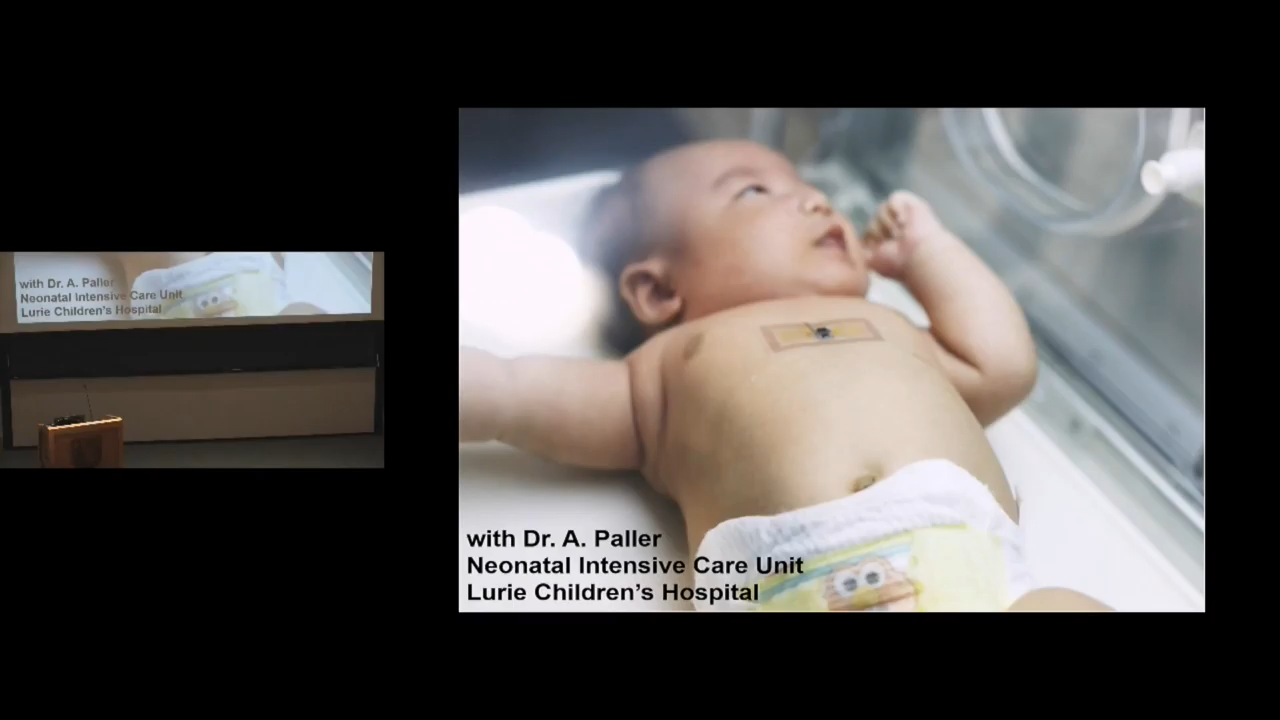 with Dr. A. Paller
Neonatal Intensive Care Unit
Lurie Children's Hospital
with Dr. A. Paller
Neonatal Intensive Care Unit
Lurie Children’s Hospital